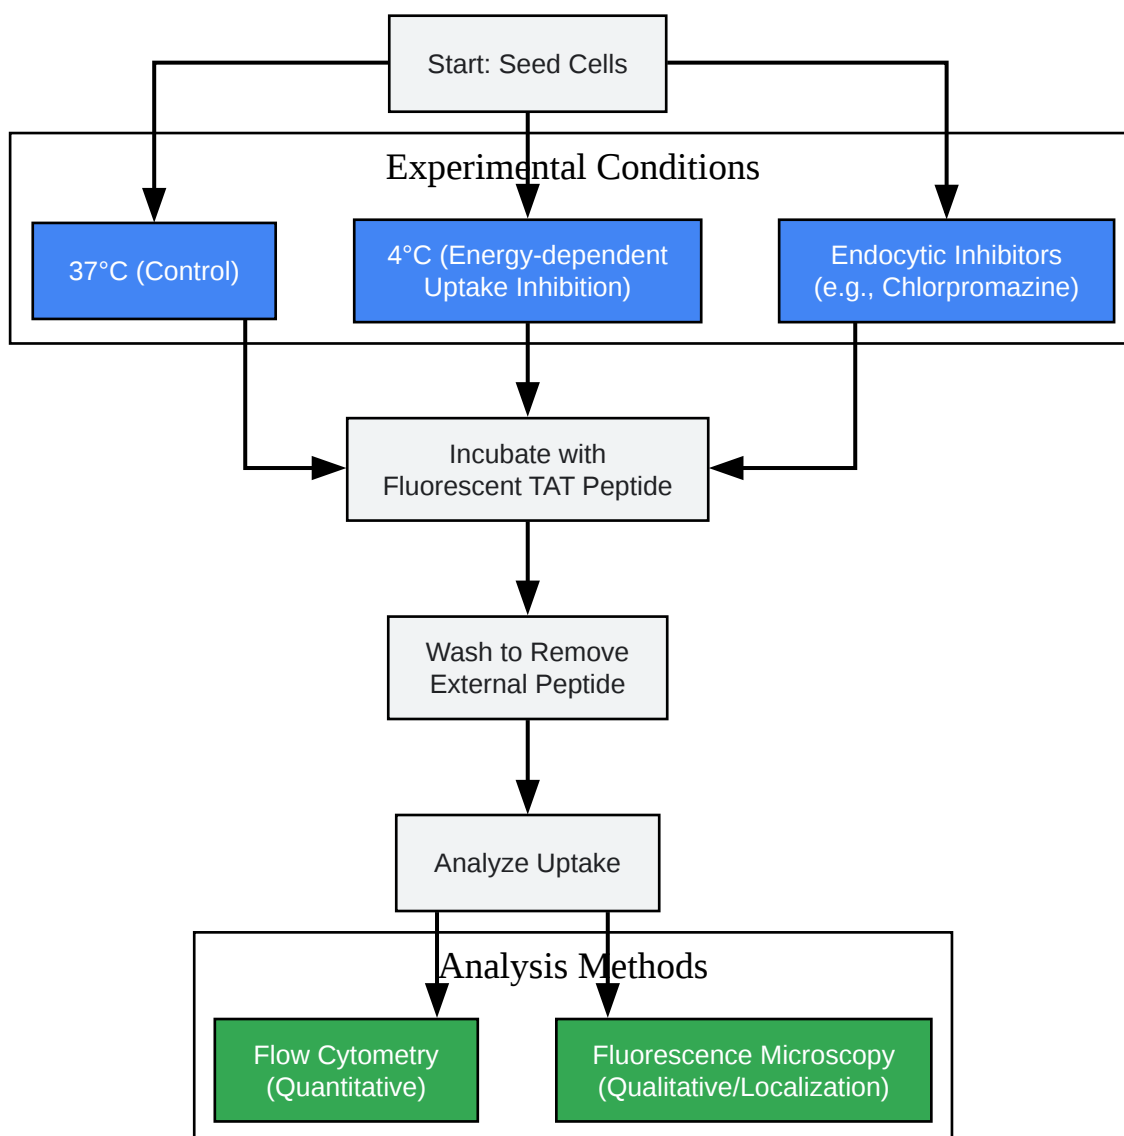 Start: Seed Cells
Experimental Conditions
37°C (Control)
4°C (Energy-dependent
Uptake Inhibition)
Endocytic Inhibitors
(e.g., Chlorpromazine)
Incubate with
Fluorescent TAT Peptide
Wash to Remove
External Peptide
Analyze Uptake
Analysis Methods
Flow Cytometry
(Quantitative)
Fluorescence Microscopy
(Qualitative/Localization)